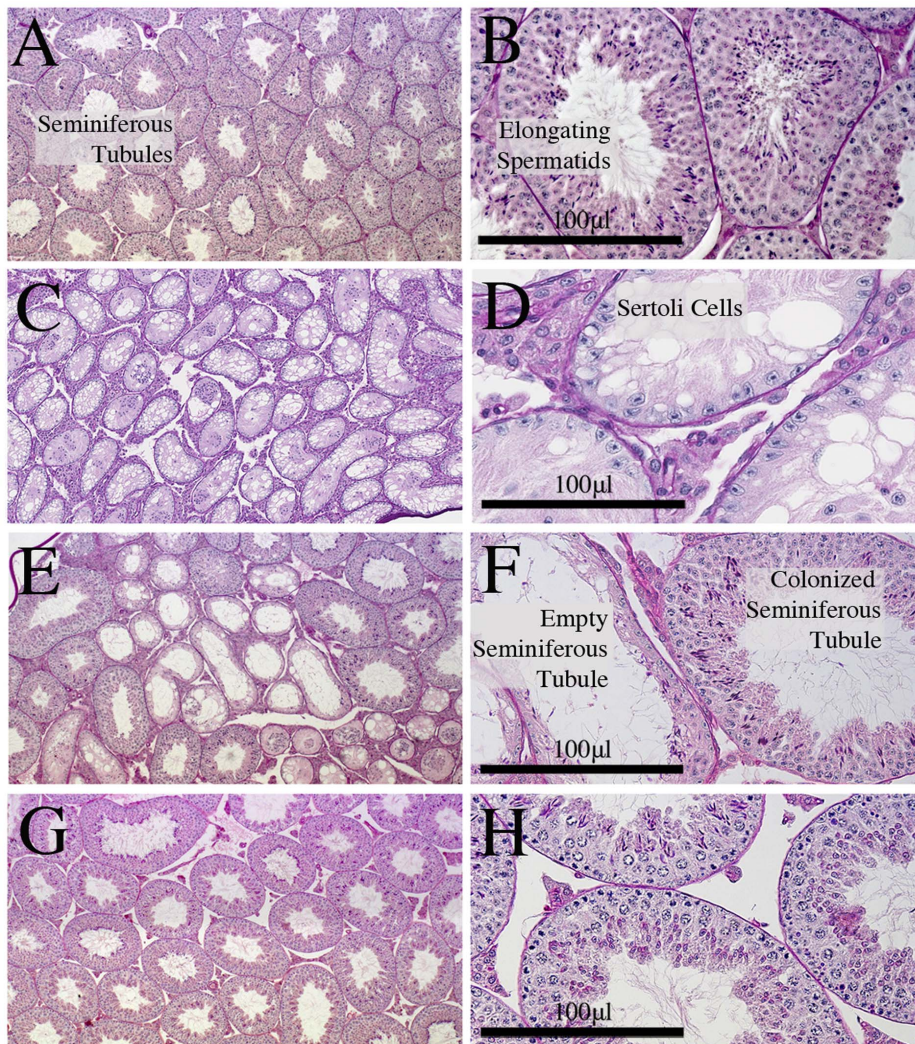 A
Seminiferous
Tubules
B
Elongating
Spermatids
100µl
C
D
Sertoli Cells
100µl
E
F
Empty
Seminiferous
Tubule
Colonized
Seminiferous
Tubule
100µl
G
H
100µl